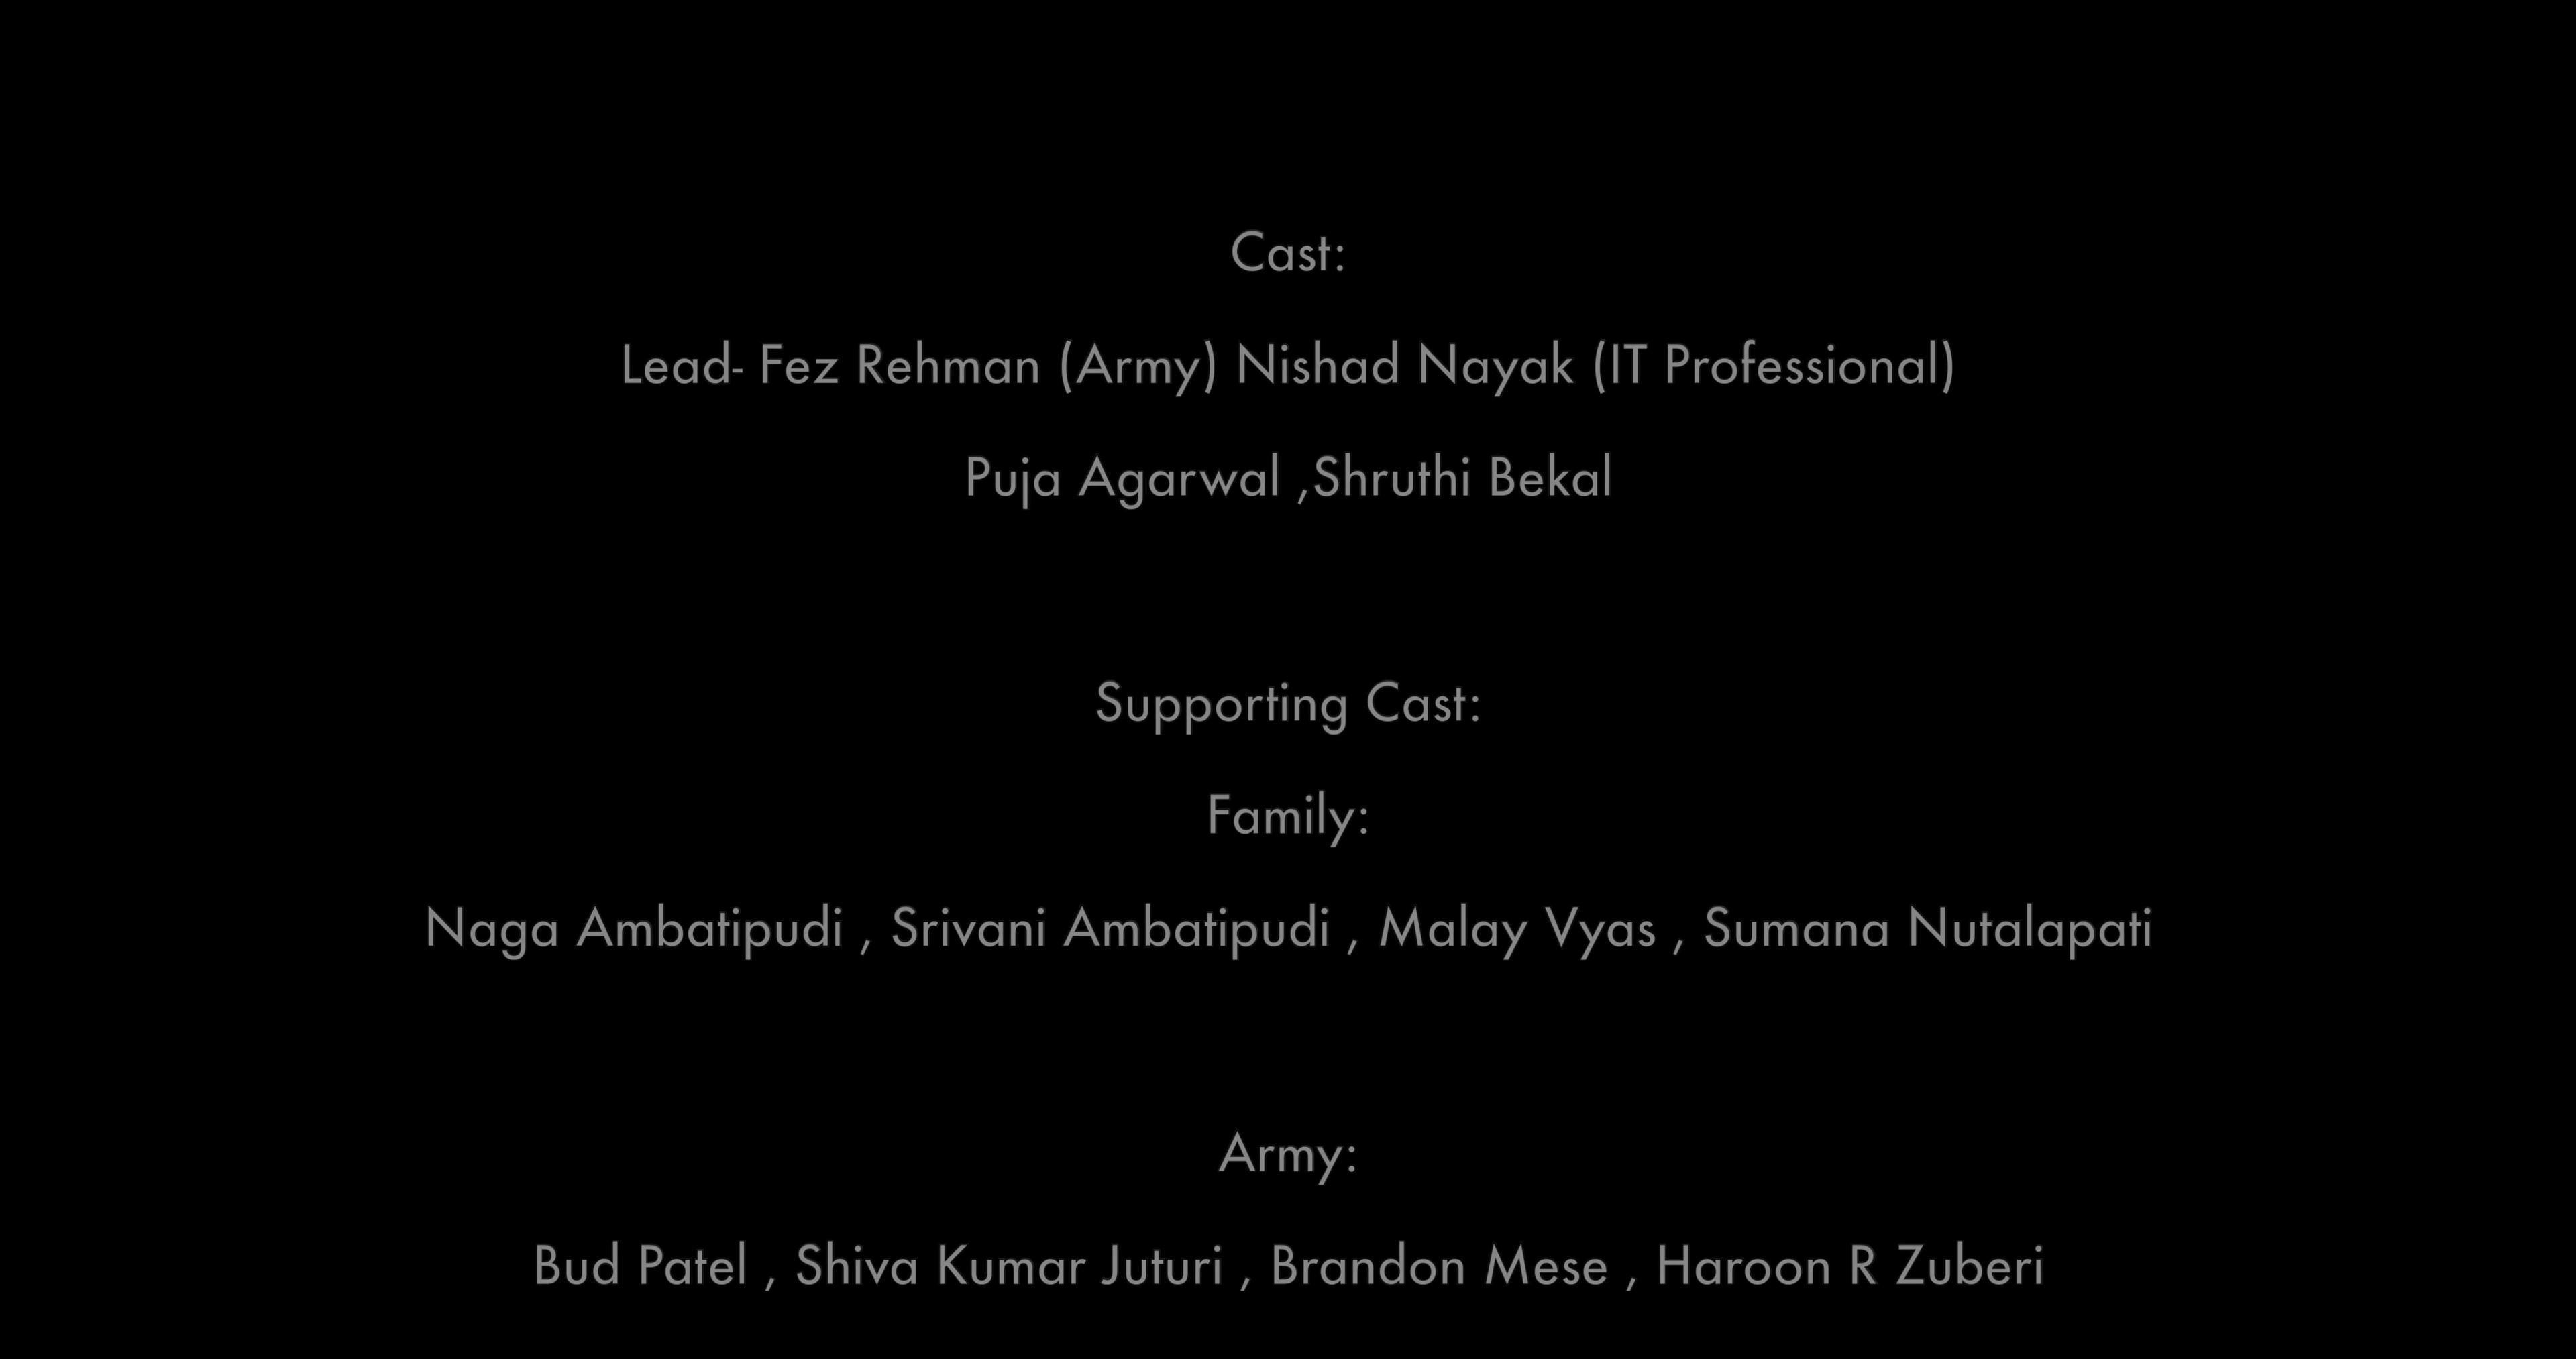 Cast:
Lead- Fez Rehman (Army) Nishad Nayak (IT Professional)
Puja Agarwal ,Shruthi Bekal
Supporting Cast:
Family:
Naga Ambatipudi , Srivani Ambatipudi , Malay Vyas , Sumana Nutalapati
Army:
Bud Patel , Shiva Kumar Juturi , Brandon Mese , Haroon R Zuberi